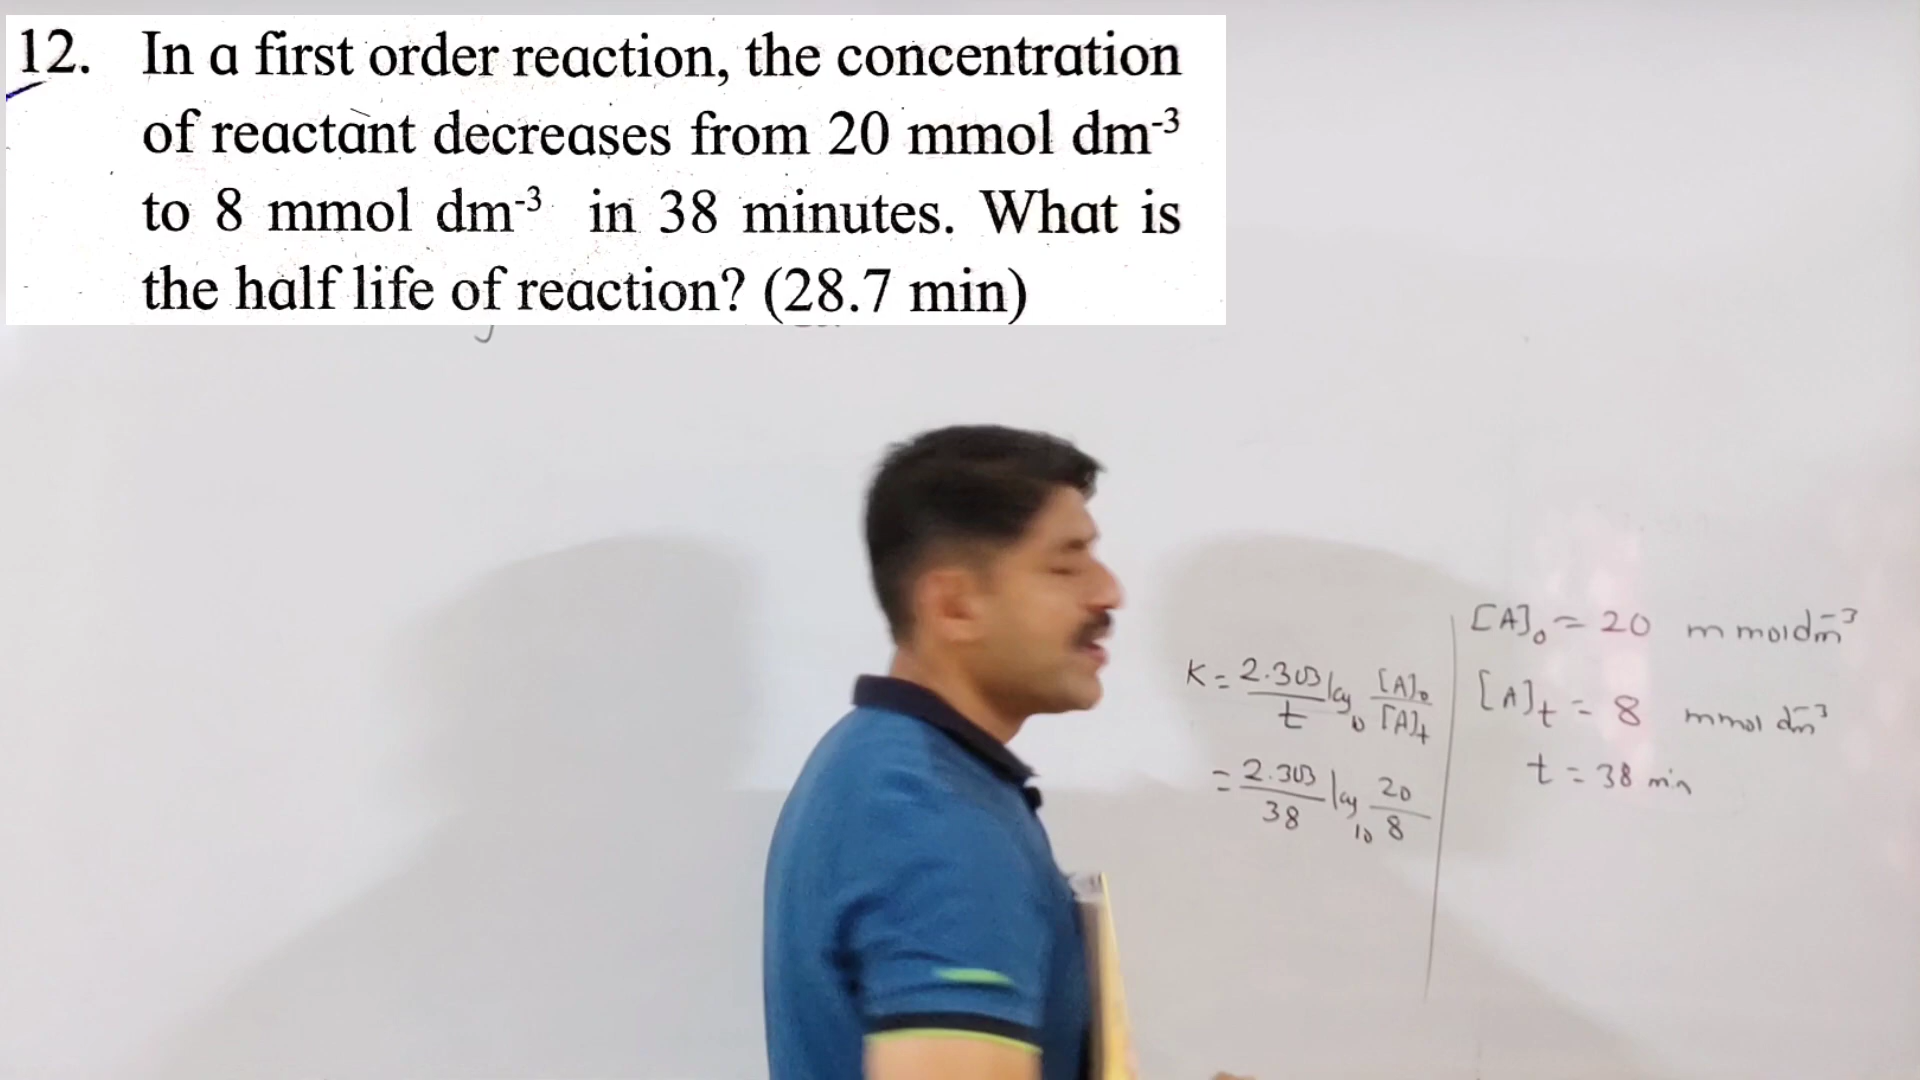 12. In a first order reaction, the concentration
of reactant decreases from 20 mmol dm⁻³
to 8 mmol dm⁻³ in 38 minutes. What is
the half life of reaction? (28.7 min)
[A]₀ = 20 m mol dm⁻³
[A]t = 8 mmol dm⁻³
t = 38 min
K = 2.303/t log₁₀ [A]₀/[A]t
= 2.303/38 log₁₀ 20/8